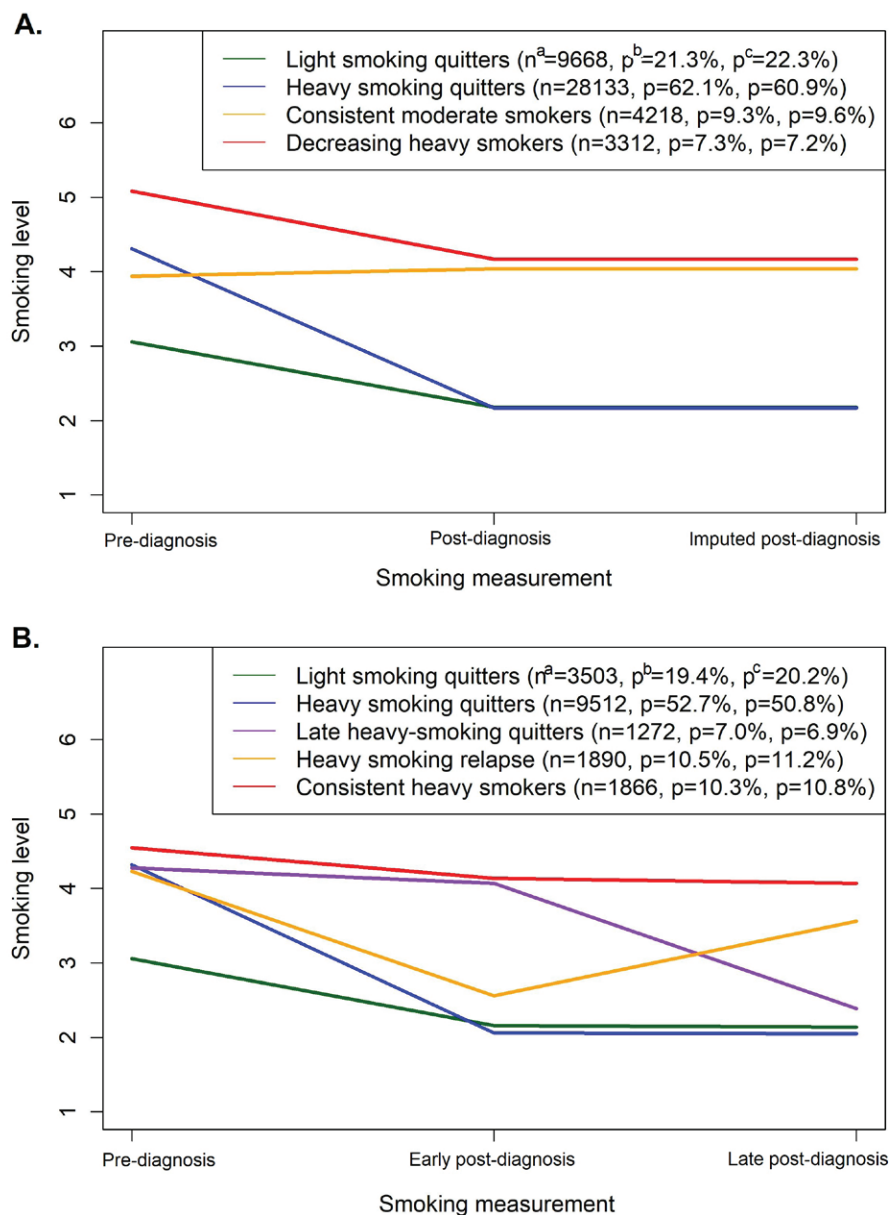 A.
Light smoking quitters (nᵃ=9668, pᵇ=21.3%, pᶜ=22.3%)
Heavy smoking quitters (n=28133, p=62.1%, p=60.9%)
Consistent moderate smokers (n=4218, p=9.3%, p=9.6%)
Decreasing heavy smokers (n=3312, p=7.3%, p=7.2%)
Smoking level
6
5
4
3
2
1
Pre-diagnosis
Post-diagnosis
Imputed post-diagnosis
Smoking measurement
B.
Light smoking quitters (nᵃ=3503, pᵇ=19.4%, pᶜ=20.2%)
Heavy smoking quitters (n=9512, p=52.7%, p=50.8%)
Late heavy-smoking quitters (n=1272, p=7.0%, p=6.9%)
Heavy smoking relapse (n=1890, p=10.5%, p=11.2%)
Consistent heavy smokers (n=1866, p=10.3%, p=10.8%)
Smoking level
6
5
4
3
2
1
Pre-diagnosis
Early post-diagnosis
Late post-diagnosis
Smoking measurement